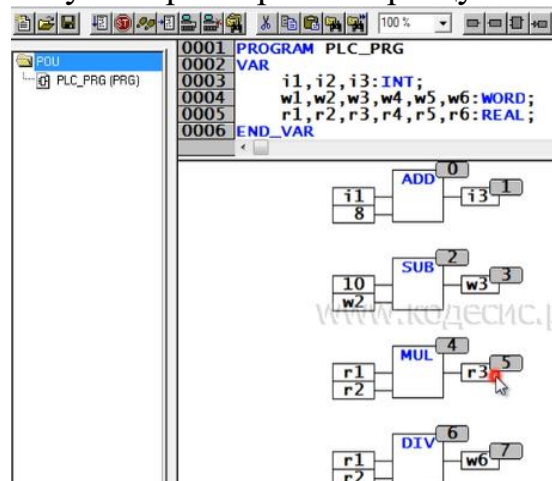 100 %
POU
PLC_PRG (PRG)
0001 PROGRAM PLC_PRG
0002 VAR
0003 i1,i2,i3:INT;
0004 w1,w2,w3,w4,w5,w6:WORD;
0005 r1,r2,r3,r4,r5,r6:REAL;
0006 END_VAR
ADD 0
i1 i3 1
8
SUB 2
10 w3 3
w2
www.кодесис.
MUL 4
r1 r3 5
r2
DIV 6
r1 w6 7
r2